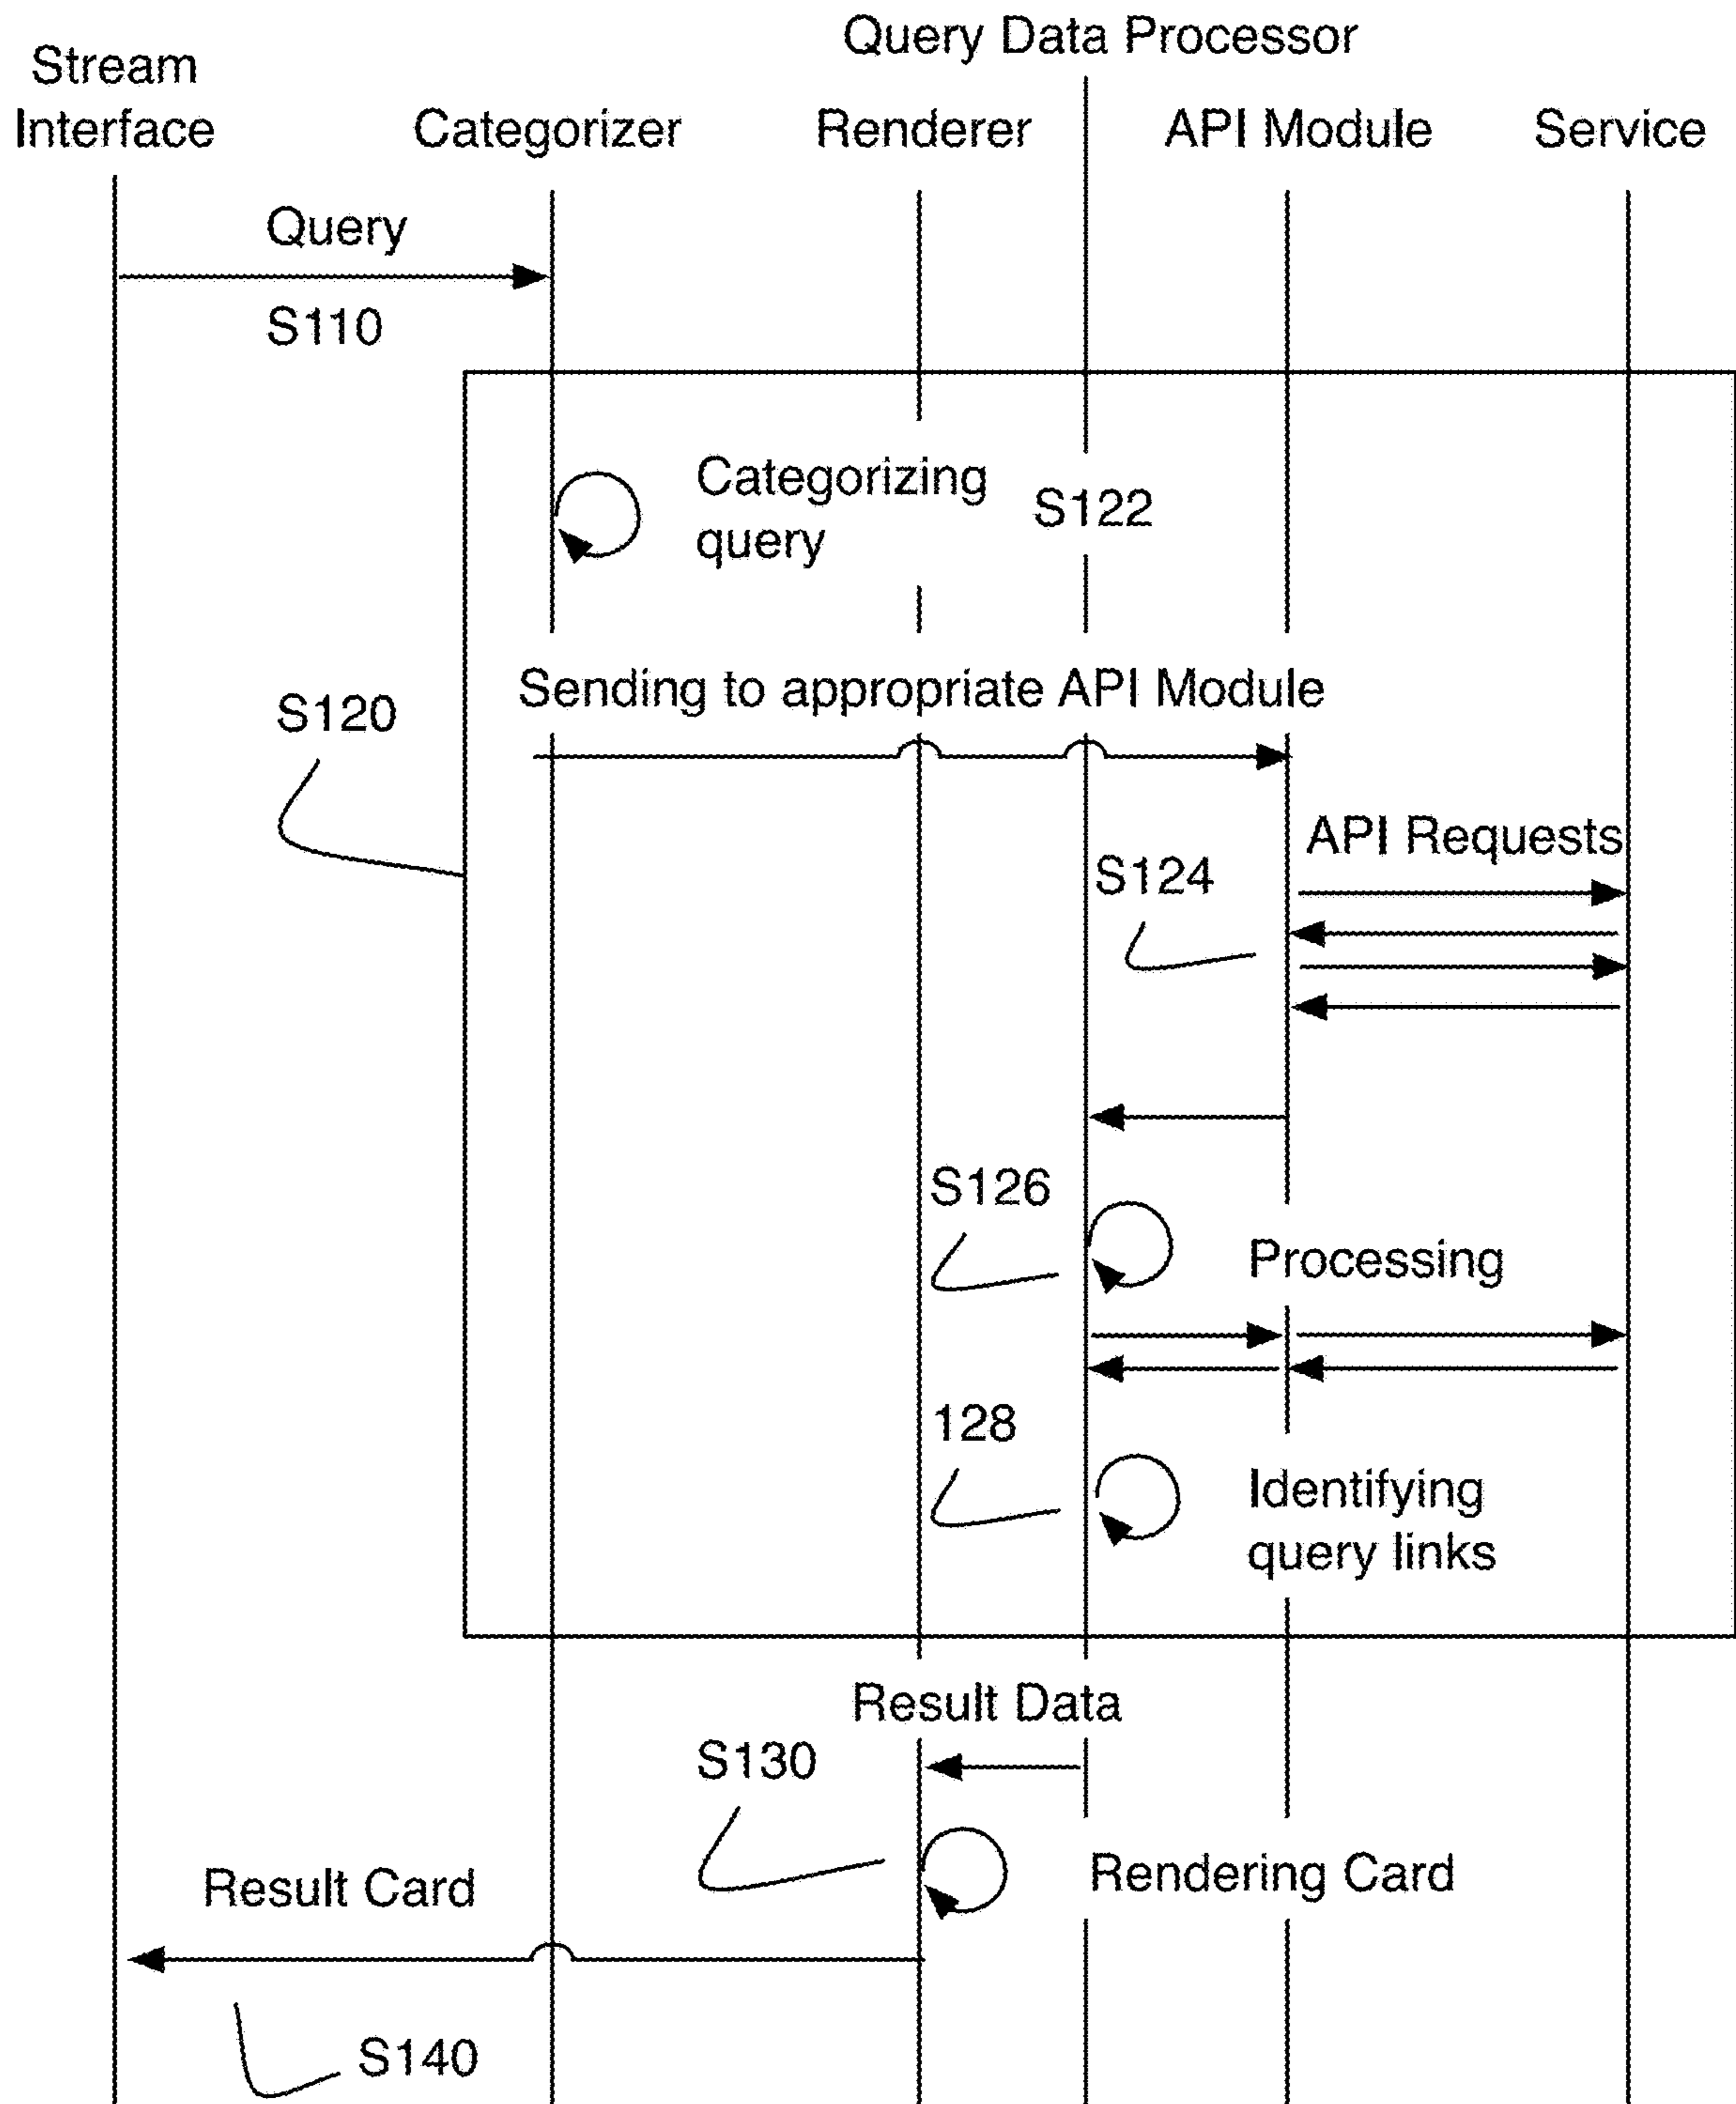 Query Data Processor
Stream
Interface
Categorizer
Renderer
API Module
Service
Query
S110
Categorizing
query
S122
Sending to appropriate API Module
S120
API Requests
S124
S126
Processing
128
Identifying
query links
Result Data
S130
Rendering Card
Result Card
S140